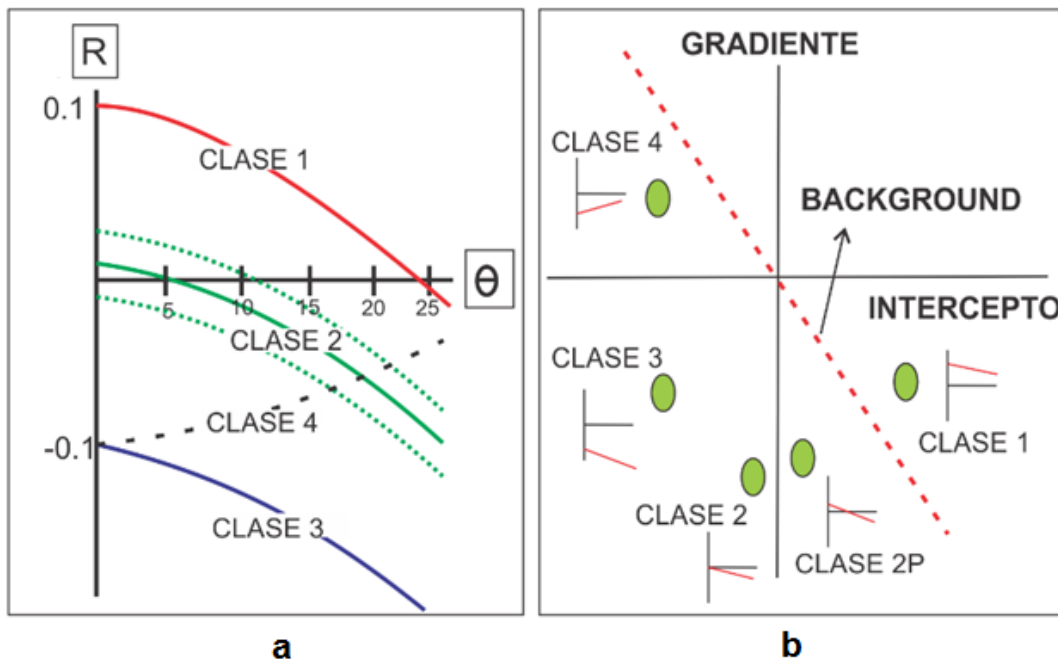 R
0.1
CLASE 1
θ
5
10
15
20
25
CLASE 2
CLASE 4
-0.1
CLASE 3
a
GRADIENTE
CLASE 4
BACKGROUND
INTERCEPTO
CLASE 3
CLASE 1
CLASE 2
CLASE 2P
b